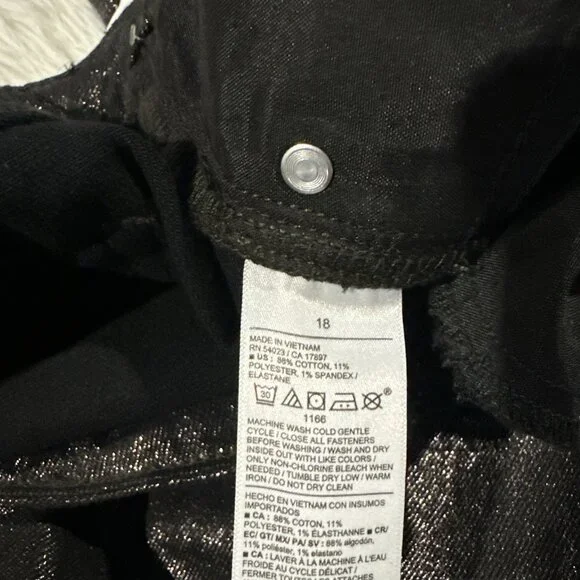 18
MADE IN VIETNAM
RN 54023 / CA 17897
■ US : 88% COTTON, 11%
POLYESTER, 1% SPANDEX /
ELASTANE
30
®
1166
MACHINE WASH COLD GENTLE
CYCLE / CLOSE ALL FASTENERS
BEFORE WASHING / WASH AND DRY
INSIDE OUT WITH LIKE COLORS /
ONLY NON-CHLORINE BLEACH WHEN
NEEDED / TUMBLE DRY LOW / WARM
IRON / DO NOT DRY CLEAN
HECHO EN VIETNAM CON INSUMOS
IMPORTADOS
■ CA : 88% COTTON, 11%
POLYESTER, 1% ÉLASTHANNE ■ CR/
EC/ GT/ MX/ PA/ SV : 88% algodón,
11% poliéster, 1% elastano
■ CA : LAVER À LA MACHINE À L'EAU
FROIDE AU CYCLE DÉLICAT /
FERMER TOUTES LES ATTACHES